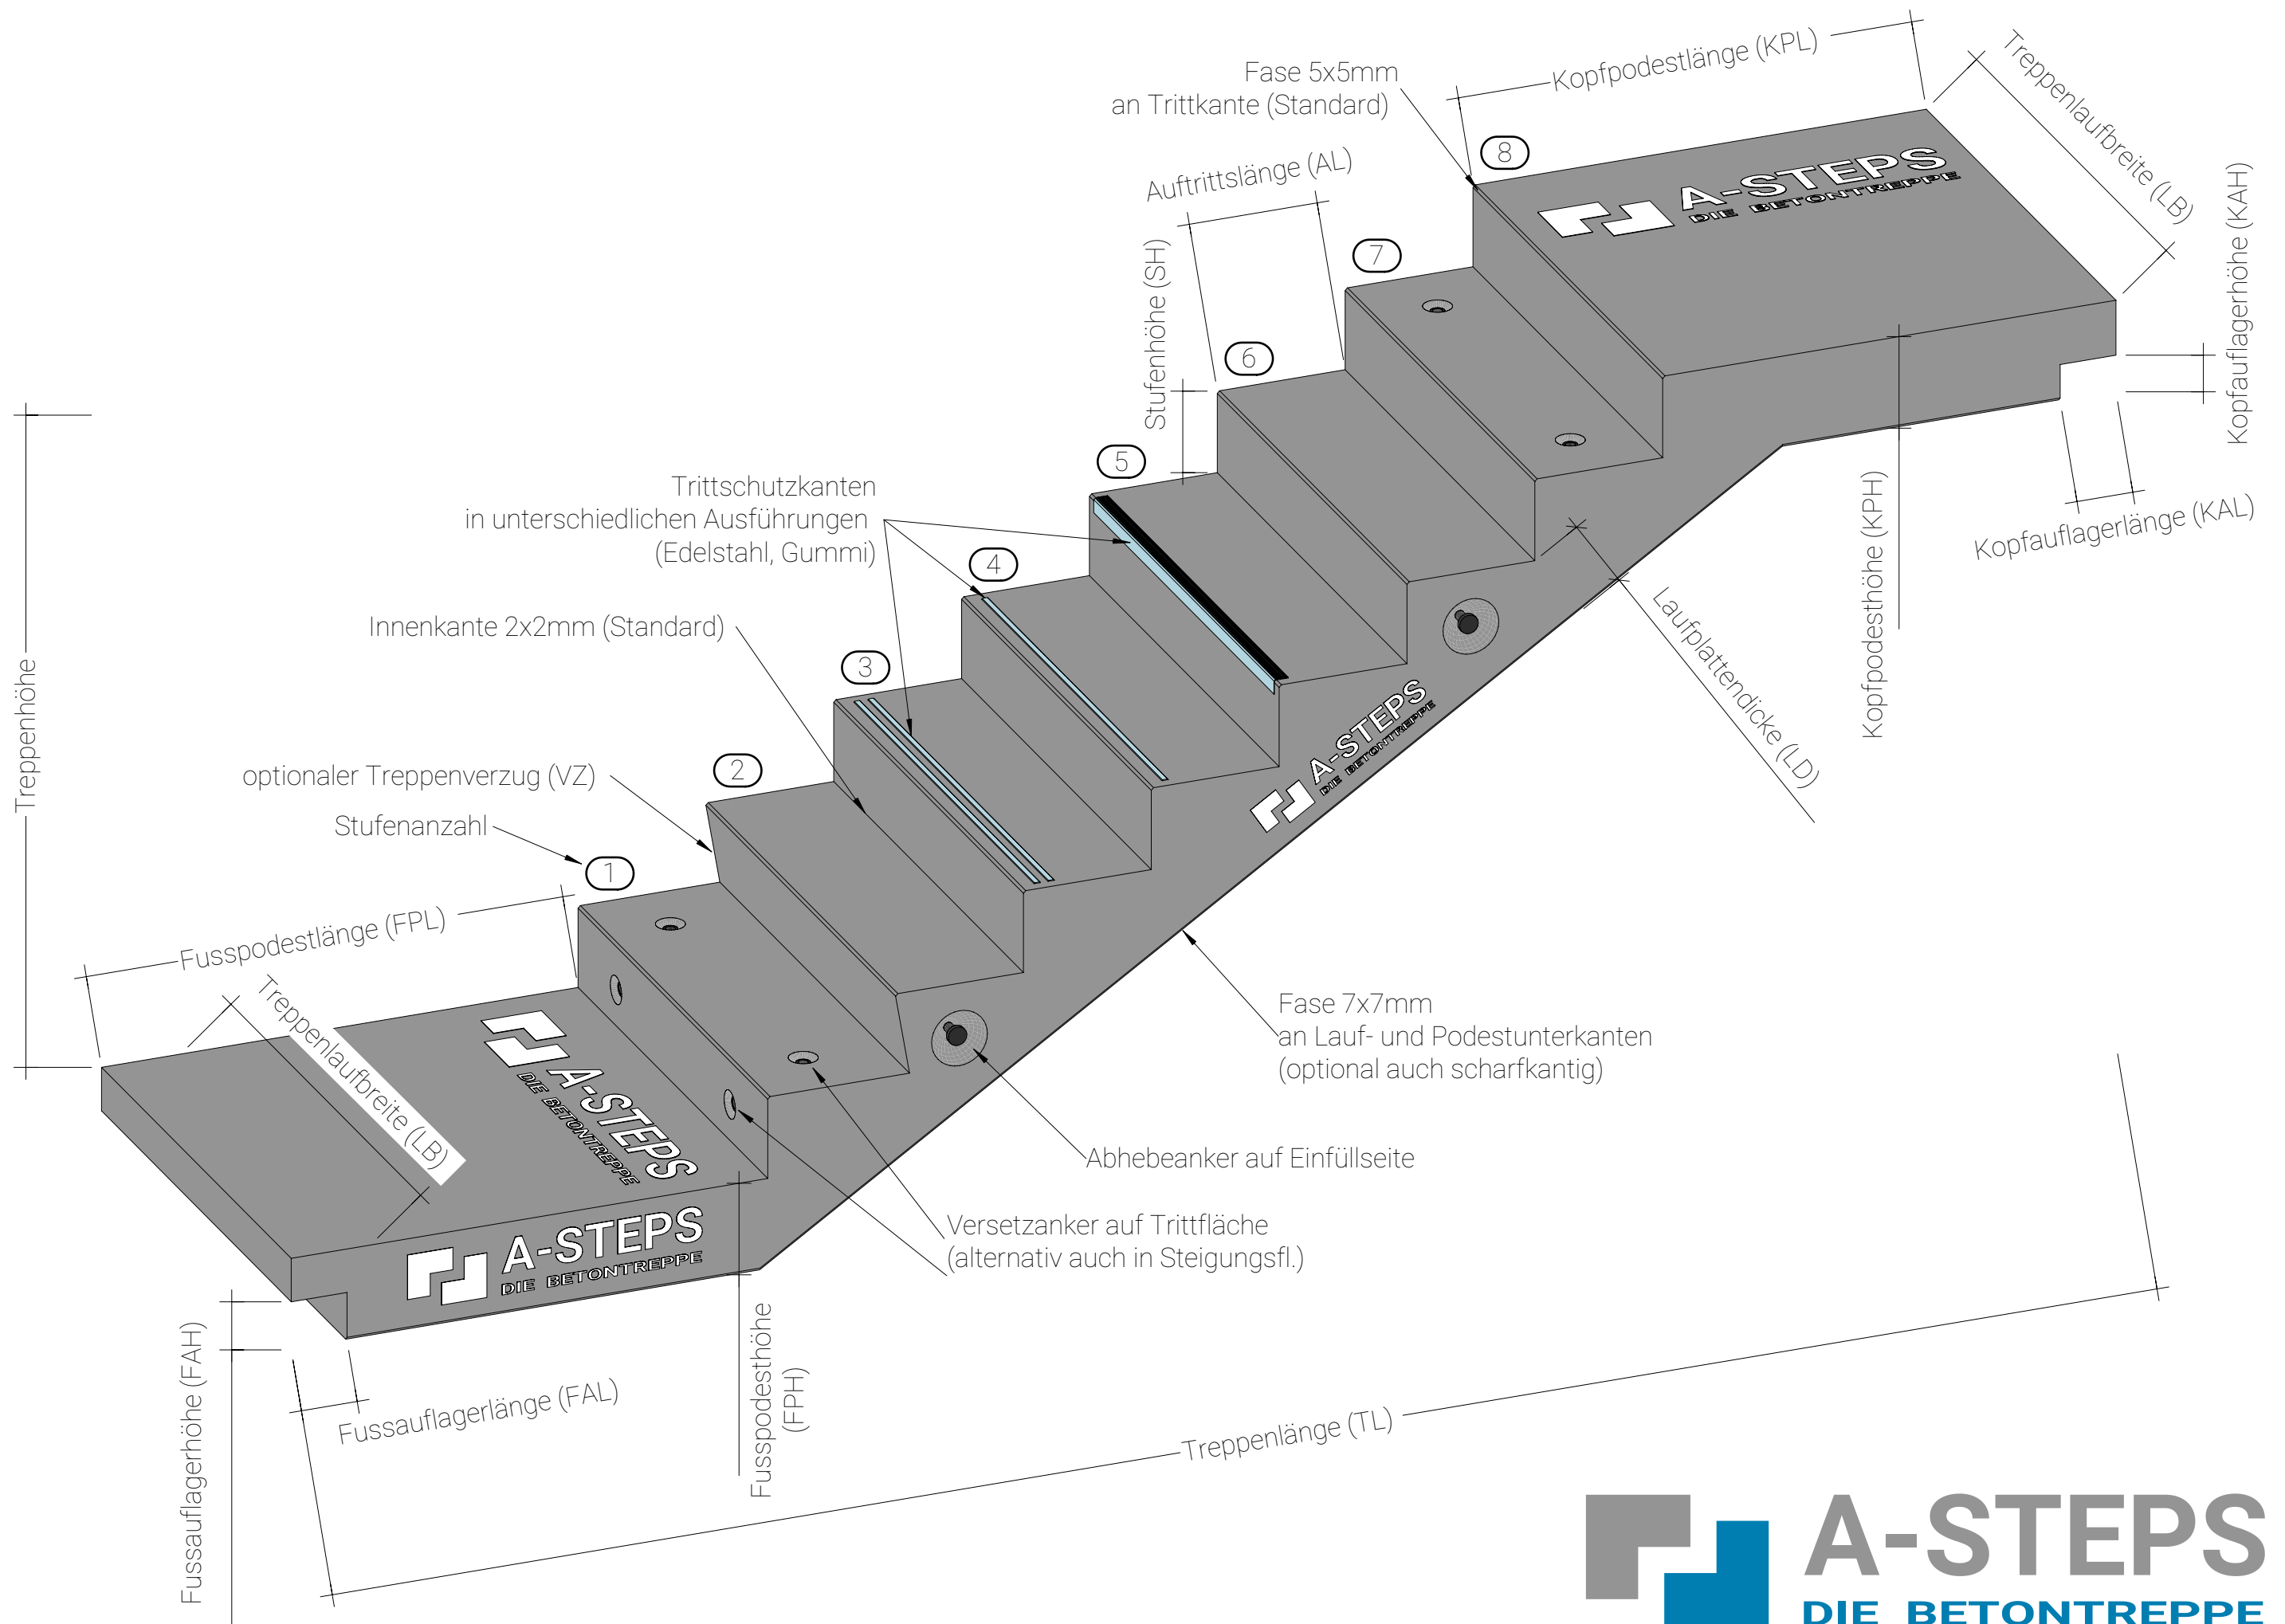 Fase 5x5mm
an Trittkante (Standard)
Kopfpodestlänge (KPL)
Treppenlaufbreite (LB)
8
A-STEPS
DIE BETONTREPPE
Auftrittslänge (AL)
Kopfauflagerhöhe (KAH)
Stufenhöhe (SH)
7
6
5
Trittschutzkanten
in unterschiedlichen Ausführungen
(Edelstahl, Gummi)
Kopfpodesthöhe (KPH)
Kopfauflagerlänge (KAL)
4
Innenkante 2x2mm (Standard)
3
Laufplattendicke (LD)
Treppenhöhe
A-STEPS
DIE BETONTREPPE
optionaler Treppenverzug (VZ)
2
Stufenanzahl
1
Fusspodestlänge (FPL)
Treppenlaufbreite (LB)
A-STEPS
DIE BETONTREPPE
Fase 7x7mm
an Lauf- und Podestunterkanten
(optional auch scharfkantig)
Abhebeanker auf Einfüllseite
Versetzanker auf Trittfläche
(alternativ auch in Steigungsfl.)
A-STEPS
DIE BETONTREPPE
Fussauflagerhöhe (FAH)
Fussauflagerlänge (FAL)
Fusspodesthöhe
(FPH)
Treppenlänge (TL)
A-STEPS
DIE BETONTREPPE